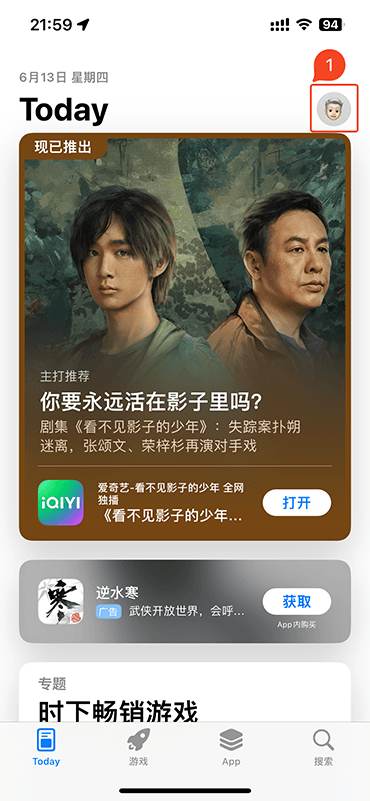 21:59
94
6月13日 星期四
1
Today
现已推出
主打推荐
你要永远活在影子里吗?
剧集《看不见影子的少年》：失踪案扑朔
迷离，张颂文、荣梓杉再演对手戏
iQIYI
爱奇艺-看不见影子的少年 全网
独播
《看不见影子的少年...
打开
寒
逆水寒
广告 武侠开放世界，会呼...
获取
App内购买
专题
时下畅销游戏
Today
游戏
App
搜索